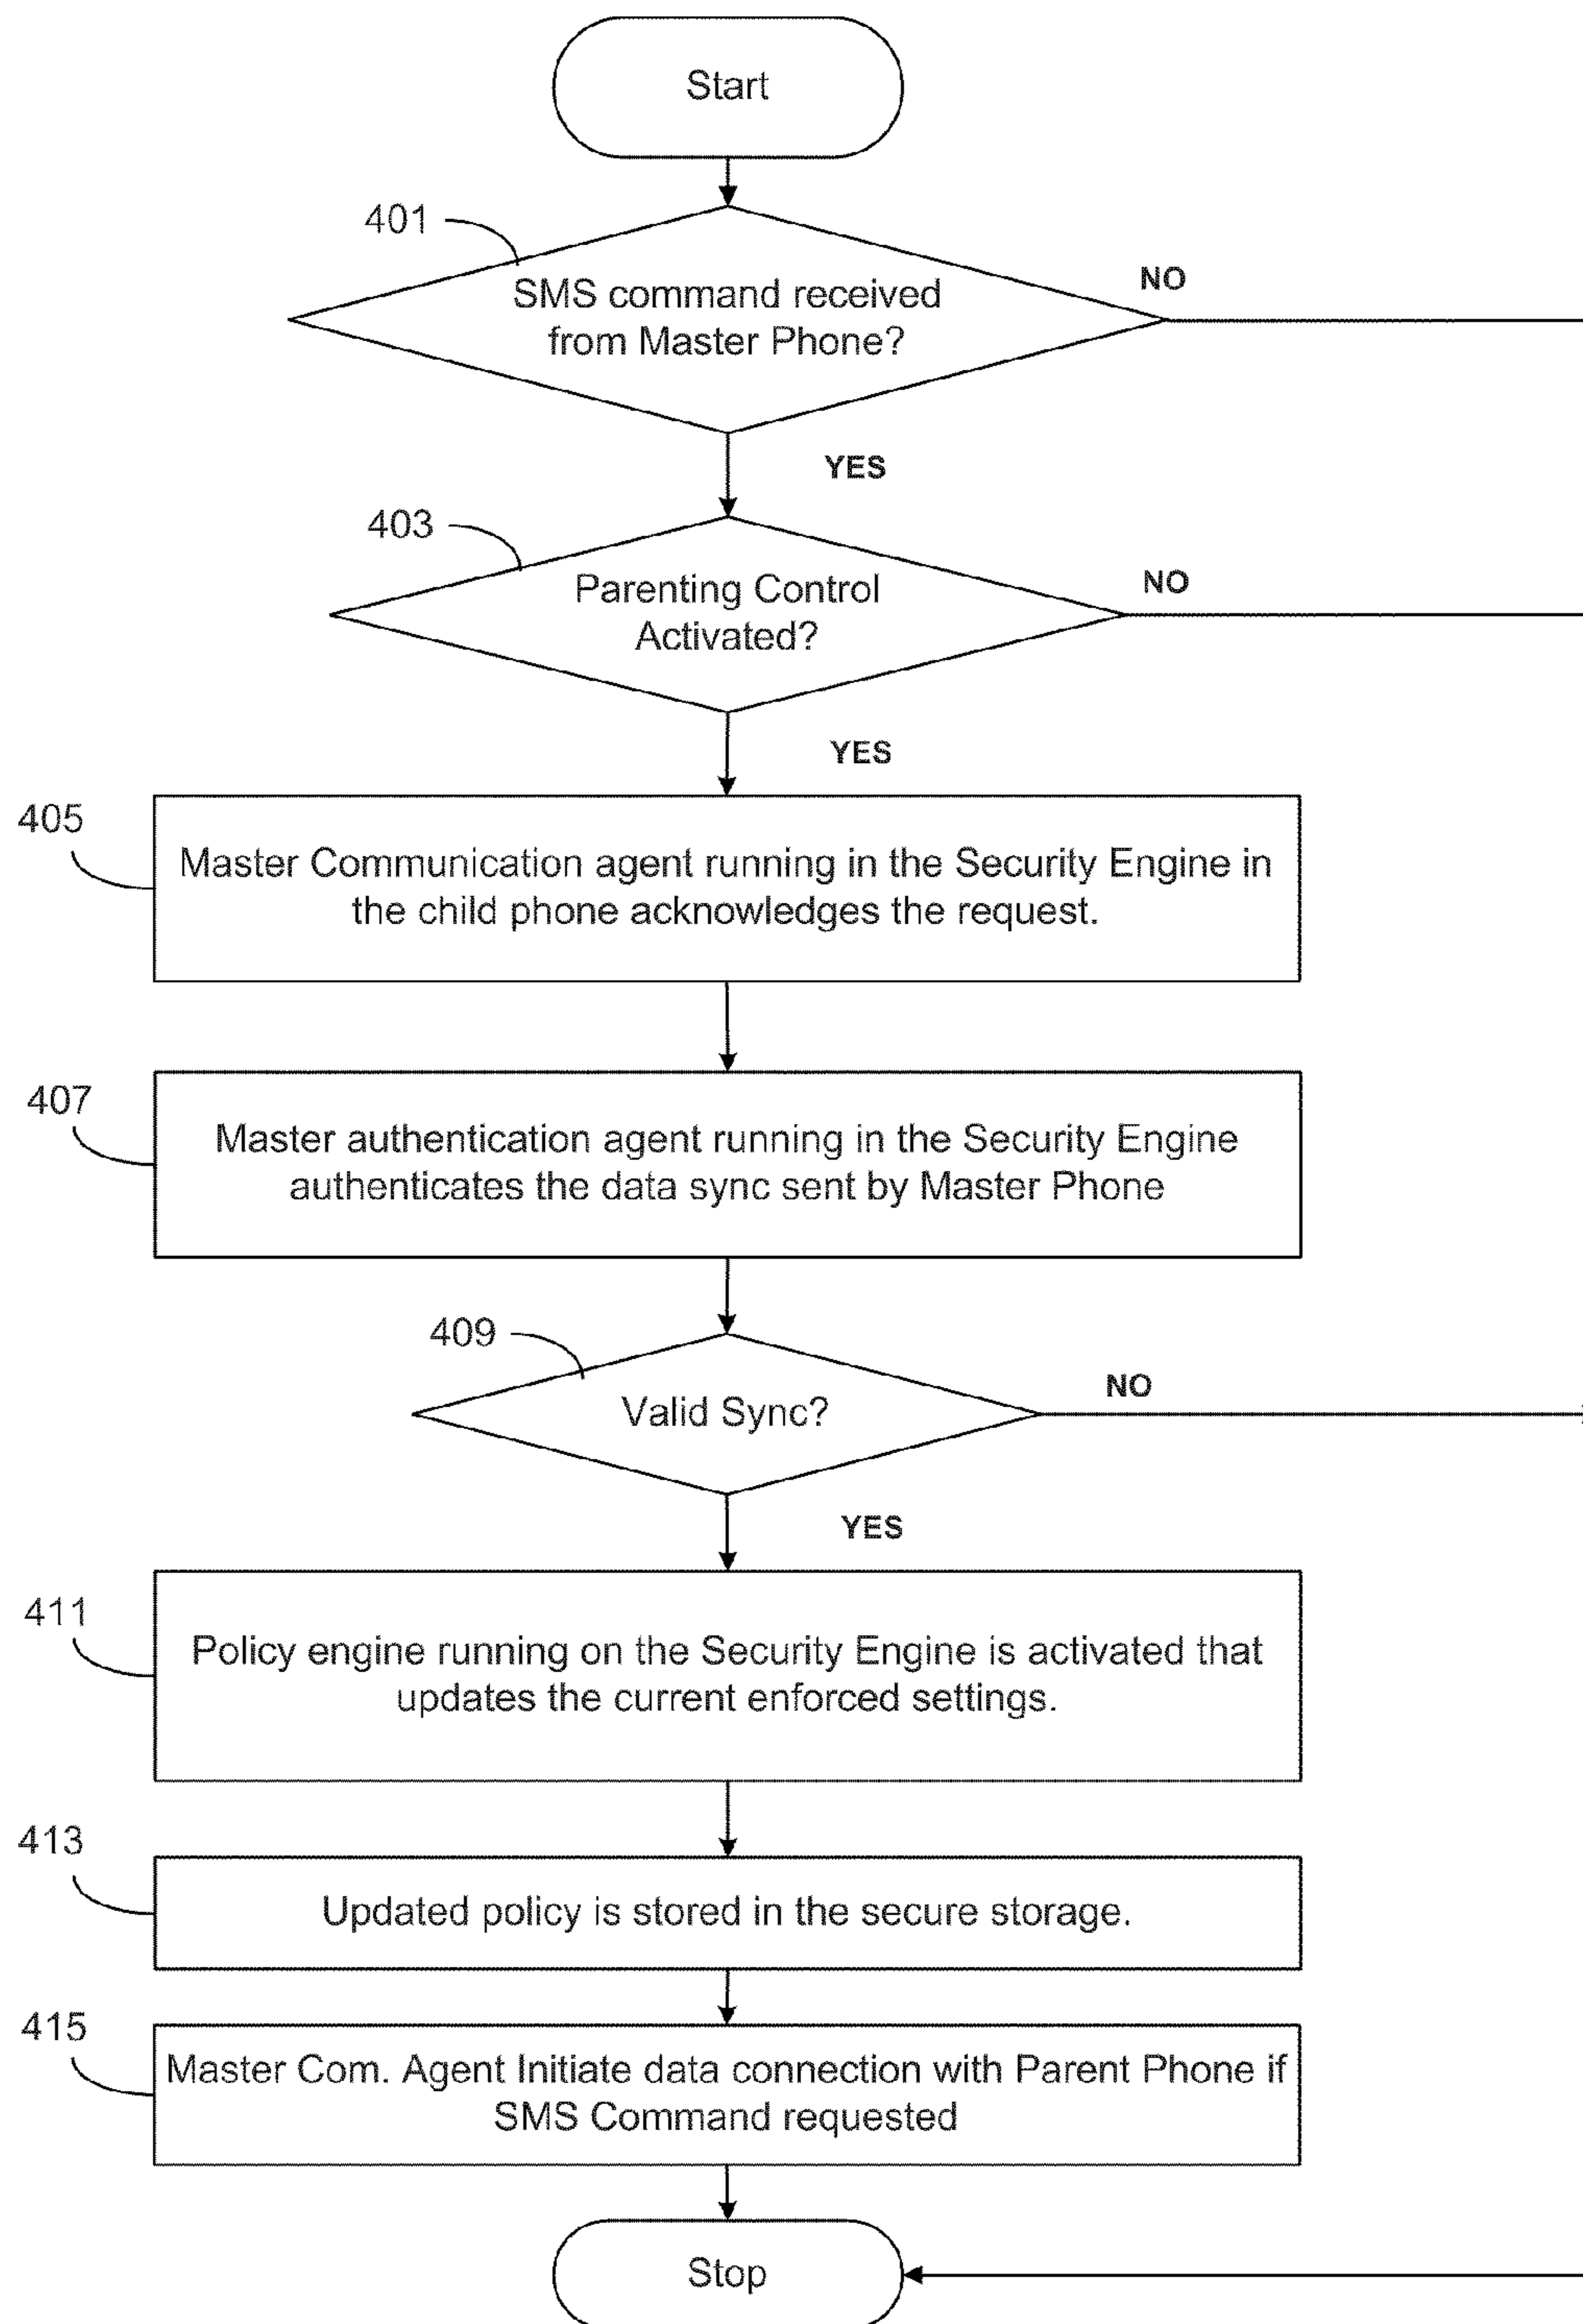 Start
401
SMS command received
from Master Phone?
NO
YES
403
Parenting Control
Activated?
NO
YES
405
Master Communication agent running in the Security Engine in
the child phone acknowledges the request.
407
Master authentication agent running in the Security Engine
authenticates the data sync sent by Master Phone
409
Valid Sync?
NO
YES
411
Policy engine running on the Security Engine is activated that
updates the current enforced settings.
413
Updated policy is stored in the secure storage.
415
Master Com. Agent Initiate data connection with Parent Phone if
SMS Command requested
Stop